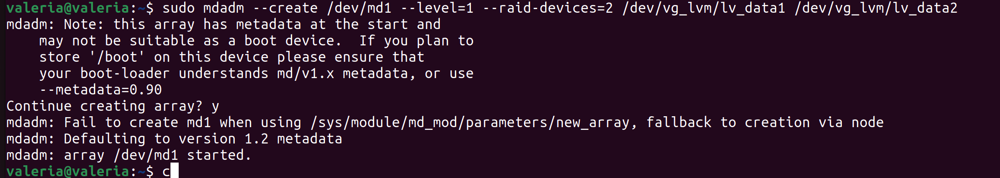 valeria@valeria:~$ sudo mdadm --create /dev/md1 --level=1 --raid-devices=2 /dev/vg_lvm/lv_data1 /dev/vg_lvm/lv_data2
mdadm: Note: this array has metadata at the start and
    may not be suitable as a boot device.  If you plan to
    store '/boot' on this device please ensure that
    your boot-loader understands md/v1.x metadata, or use
    --metadata=0.90
Continue creating array? y
mdadm: Fail to create md1 when using /sys/module/md_mod/parameters/new_array, fallback to creation via node
mdadm: Defaulting to version 1.2 metadata
mdadm: array /dev/md1 started.
valeria@valeria:~$ c